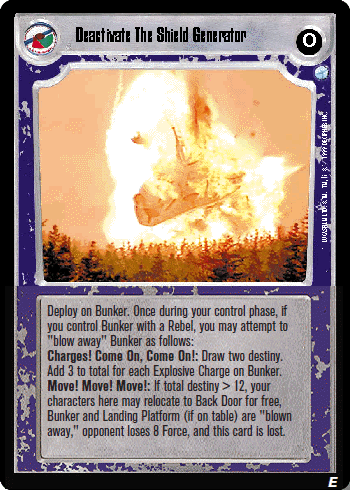 Deactivate The Shield Generator
O
Deploy on Bunker. Once during your control phase, if
you control Bunker with a Rebel, you may attempt to
"blow away" Bunker as follows:
Charges! Come On, Come On!: Draw two destiny.
Add 3 to total for each Explosive Charge on Bunker.
Move! Move! Move!: If total destiny > 12, your
characters here may relocate to Back Door for free,
Bunker and Landing Platform (if on table) are "blown
away," opponent loses 8 Force, and this card is lost.
E